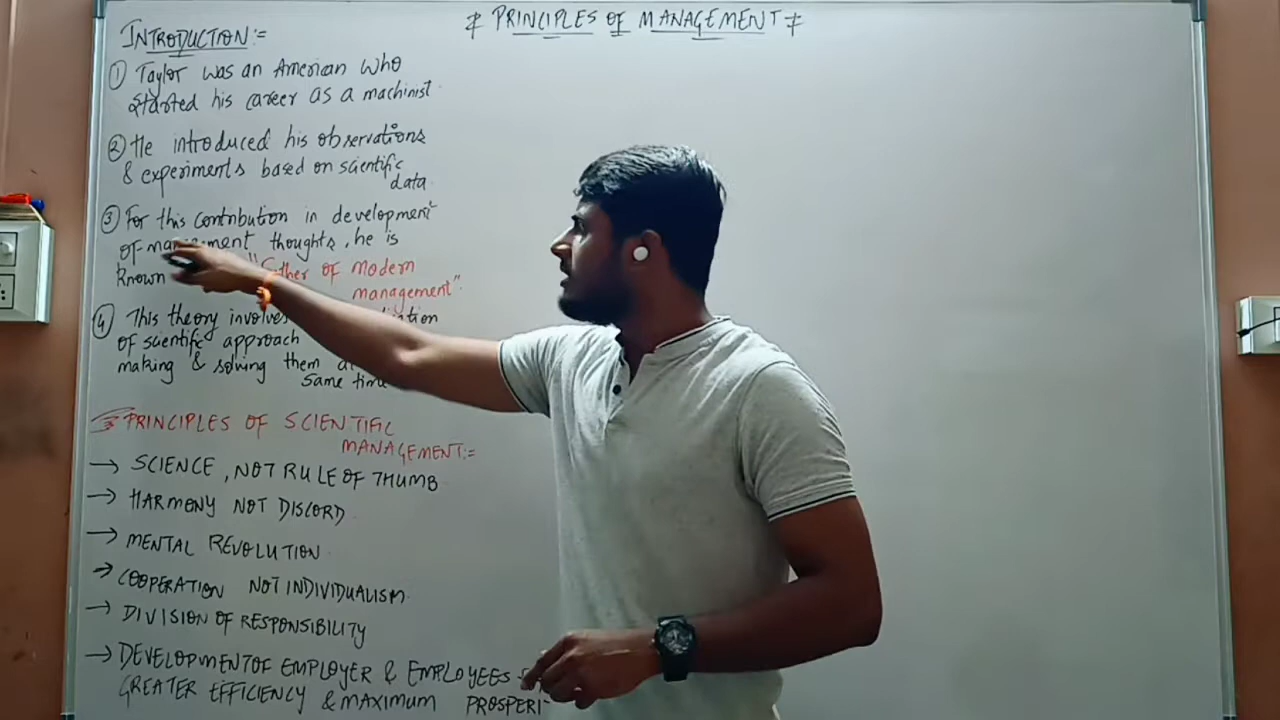 ≠ PRINCIPLES OF MANAGEMENT ≠
INTRODUCTION:=
① Taylor was an American who
started his career as a machinist.
② He introduced his observations
& experiments based on scientific
data.
③ For this contribution in development
of management thoughts, he is
known "Father of modern
management".
④ This theory involves
of scientific approach
making & solving them
same time
PRINCIPLES OF SCIENTIFIC
MANAGEMENT:=
→ SCIENCE, NOT RULE OF THUMB
→ HARMONY NOT DISCORD
→ MENTAL REVOLUTION.
→ COOPERATION NOT INDIVIDUALISM.
→ DIVISION OF RESPONSIBILITY
→ DEVELOPMENT OF EMPLOYER & EMPLOYEES
GREATER EFFICIENCY & MAXIMUM PROSPERI-